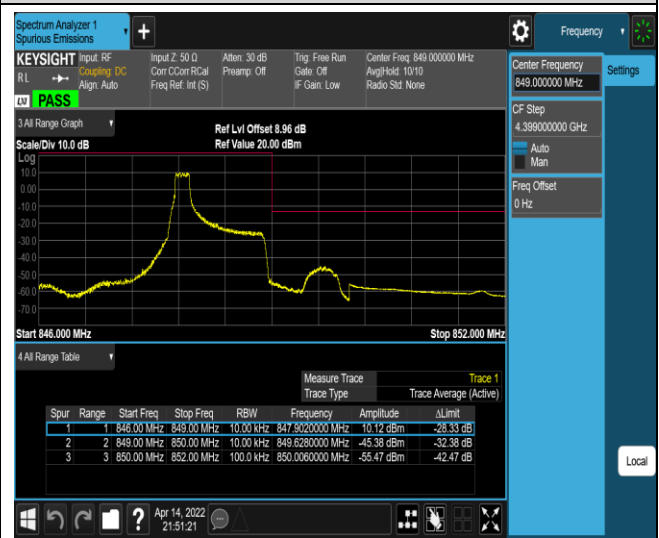 Spectrum Analyzer 1
Spurious Emissions
+
Frequency
KEYSIGHT
Input: RF
Coupling: DC
Align: Auto
Input Z: 50 Ω
Corr CCorr RCal
Freq Ref: Int (S)
Atten: 30 dB
Preamp: Off
Trig: Free Run
Gate: Off
IF Gain: Low
Center Freq: 849.000000 MHz
Avg|Hold: 10/10
Radio Std: None
R L
LXI PASS
Center Frequency
849.000000 MHz
Settings
CF Step
4.399000000 GHz
Auto
Man
Freq Offset
0 Hz
3 All Range Graph
Scale/Div 10.0 dB
Ref Lvl Offset 8.96 dB
Ref Value 20.00 dBm
Log
10.0
0.00
-10.0
-20.0
-30.0
-40.0
-50.0
-60.0
-70.0
Start 846.000 MHz
Stop 852.000 MHz
4 All Range Table
Measure Trace Trace 1
Trace Type Trace Average (Active)
Spur Range Start Freq Stop Freq RBW Frequency Amplitude ΔLimit
1 1 846.00 MHz 849.00 MHz 10.00 kHz 847.9020000 MHz 10.12 dBm -28.33 dB
2 2 849.00 MHz 850.00 MHz 10.00 kHz 849.6280000 MHz -45.38 dBm -32.38 dB
3 3 850.00 MHz 852.00 MHz 100.0 kHz 850.0060000 MHz -55.47 dBm -42.47 dB
Local
?
Apr 14, 2022
21:51:21